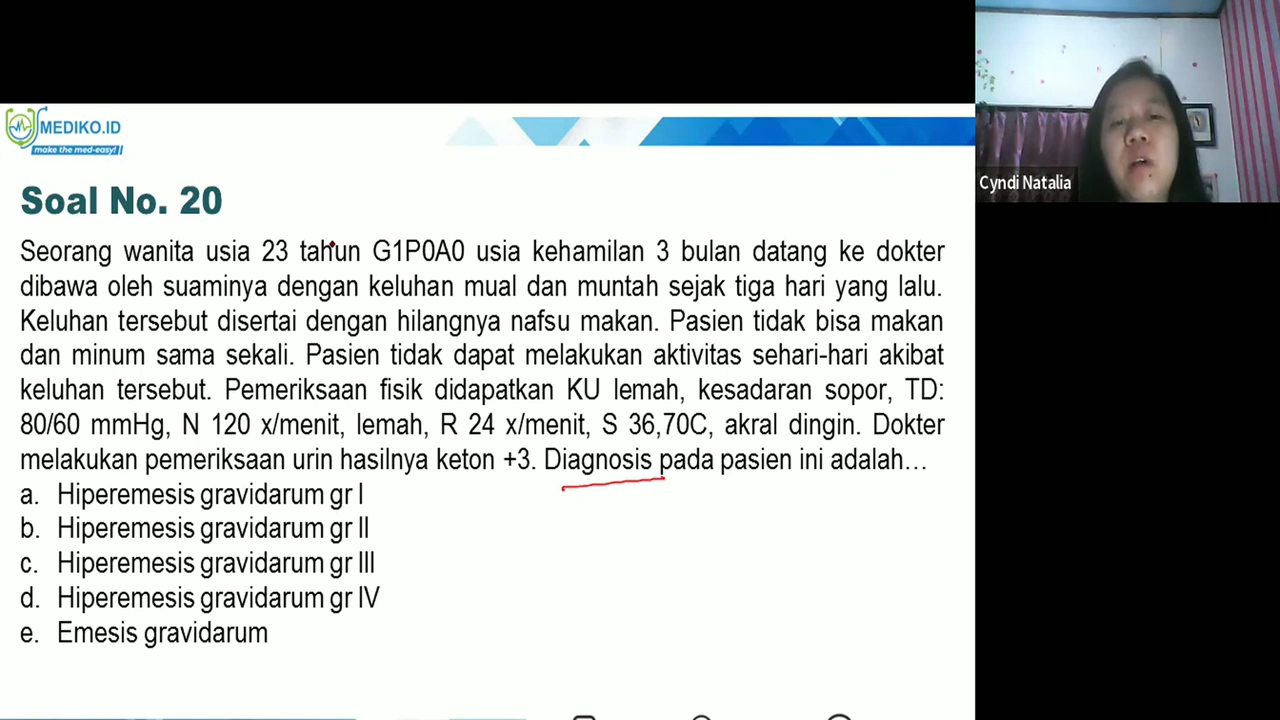 MEDIKO.ID
make the med-easy!
Soal No. 20
Seorang wanita usia 23 tahun G1P0A0 usia kehamilan 3 bulan datang ke dokter
dibawa oleh suaminya dengan keluhan mual dan muntah sejak tiga hari yang lalu.
Keluhan tersebut disertai dengan hilangnya nafsu makan. Pasien tidak bisa makan
dan minum sama sekali. Pasien tidak dapat melakukan aktivitas sehari-hari akibat
keluhan tersebut. Pemeriksaan fisik didapatkan KU lemah, kesadaran sopor, TD:
80/60 mmHg, N 120 x/menit, lemah, R 24 x/menit, S 36,70C, akral dingin. Dokter
melakukan pemeriksaan urin hasilnya keton +3. Diagnosis pada pasien ini adalah…
a. Hiperemesis gravidarum gr I
b. Hiperemesis gravidarum gr II
c. Hiperemesis gravidarum gr III
d. Hiperemesis gravidarum gr IV
e. Emesis gravidarum
Cyndi Natalia